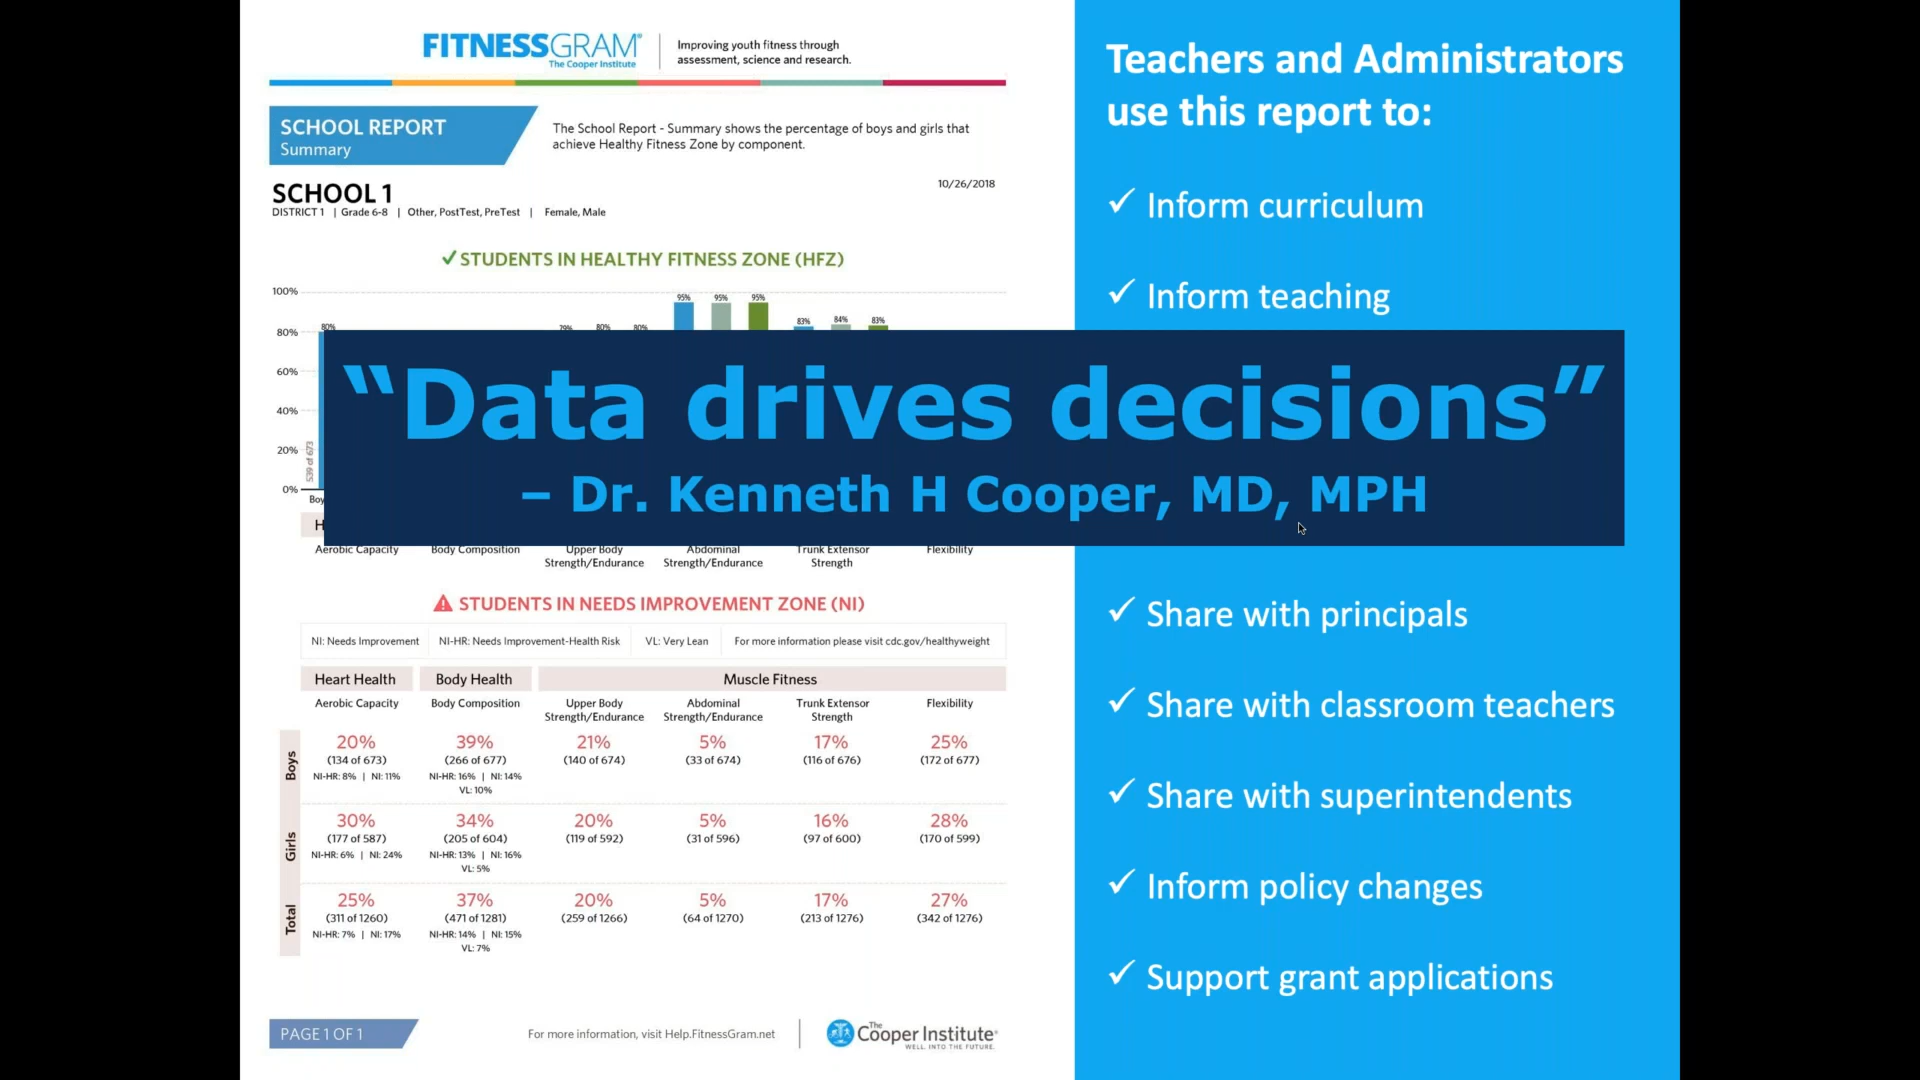 FITNESSGRAM®
The Cooper Institute
Improving youth fitness through
assessment, science and research.
SCHOOL REPORT
Summary
The School Report - Summary shows the percentage of boys and girls that
achieve Healthy Fitness Zone by component.
SCHOOL 1
10/26/2018
DISTRICT 1 | Grade 6-8 | Other, PostTest, PreTest | Female, Male
STUDENTS IN HEALTHY FITNESS ZONE (HFZ)
100%
80%
60%
40%
20%
0%
80%
79%
80%
80%
95%
95%
95%
83%
84%
83%
539 of 673
"Data drives decisions"
– Dr. Kenneth H Cooper, MD, MPH
Aerobic Capacity
Body Composition
Upper Body
Strength/Endurance
Abdominal
Strength/Endurance
Trunk Extensor
Strength
Flexibility
STUDENTS IN NEEDS IMPROVEMENT ZONE (NI)
NI: Needs Improvement
NI-HR: Needs Improvement-Health Risk
VL: Very Lean
For more information please visit cdc.gov/healthyweight
Heart Health
Body Health
Muscle Fitness
Aerobic Capacity
Body Composition
Upper Body
Strength/Endurance
Abdominal
Strength/Endurance
Trunk Extensor
Strength
Flexibility
Boys
20% 39% 21% 5% 17% 25%
(134 of 673) (266 of 677) (140 of 674) (33 of 674) (116 of 676) (172 of 677)
NI-HR: 8% | NI: 11% NI-HR: 16% | NI: 14%
VL: 10%
Girls
30% 34% 20% 5% 16% 28%
(177 of 587) (205 of 604) (119 of 592) (31 of 596) (97 of 600) (170 of 599)
NI-HR: 6% | NI: 24% NI-HR: 13% | NI: 16%
VL: 5%
Total
25% 37% 20% 5% 17% 27%
(311 of 1260) (471 of 1281) (259 of 1266) (64 of 1270) (213 of 1276) (342 of 1276)
NI-HR: 7% | NI: 17% NI-HR: 14% | NI: 15%
VL: 7%
PAGE 1 OF 1
For more information, visit Help.FitnessGram.net
The
Cooper Institute®
WELL. INTO THE FUTURE.
Teachers and Administrators
use this report to:
✓ Inform curriculum
✓ Inform teaching
✓ Share with principals
✓ Share with classroom teachers
✓ Share with superintendents
✓ Inform policy changes
✓ Support grant applications